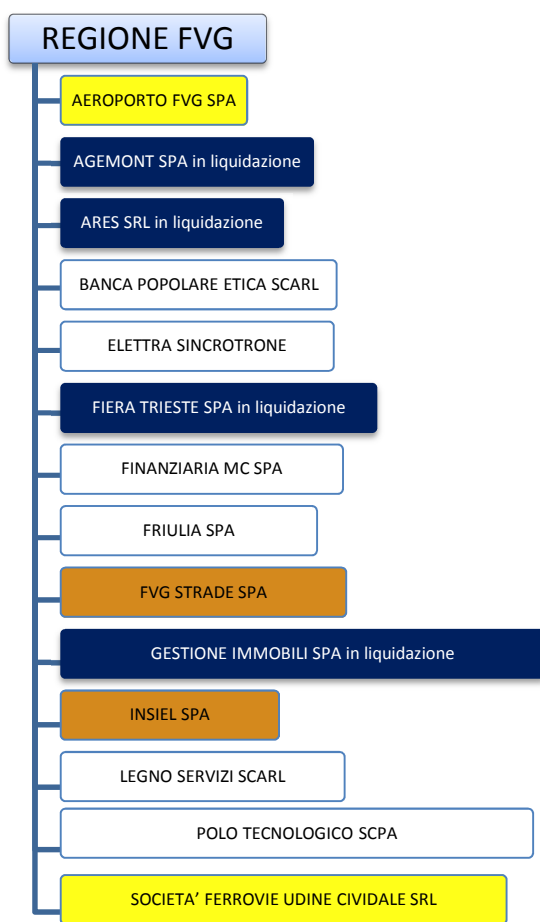 REGIONE FVG
AEROPORTO FVG SPA
AGEMONT SPA in liquidazione
ARES SRL in liquidazione
BANCA POPOLARE ETICA SCARL
ELETTRA SINCROTRONE
FIERA TRIESTE SPA in liquidazione
FINANZIARIA MC SPA
FRIULIA SPA
FVG STRADE SPA
GESTIONE IMMOBILI SPA in liquidazione
INSIEL SPA
LEGNO SERVIZI SCARL
POLO TECNOLOGICO SCPA
SOCIETA’ FERROVIE UDINE CIVIDALE SRL